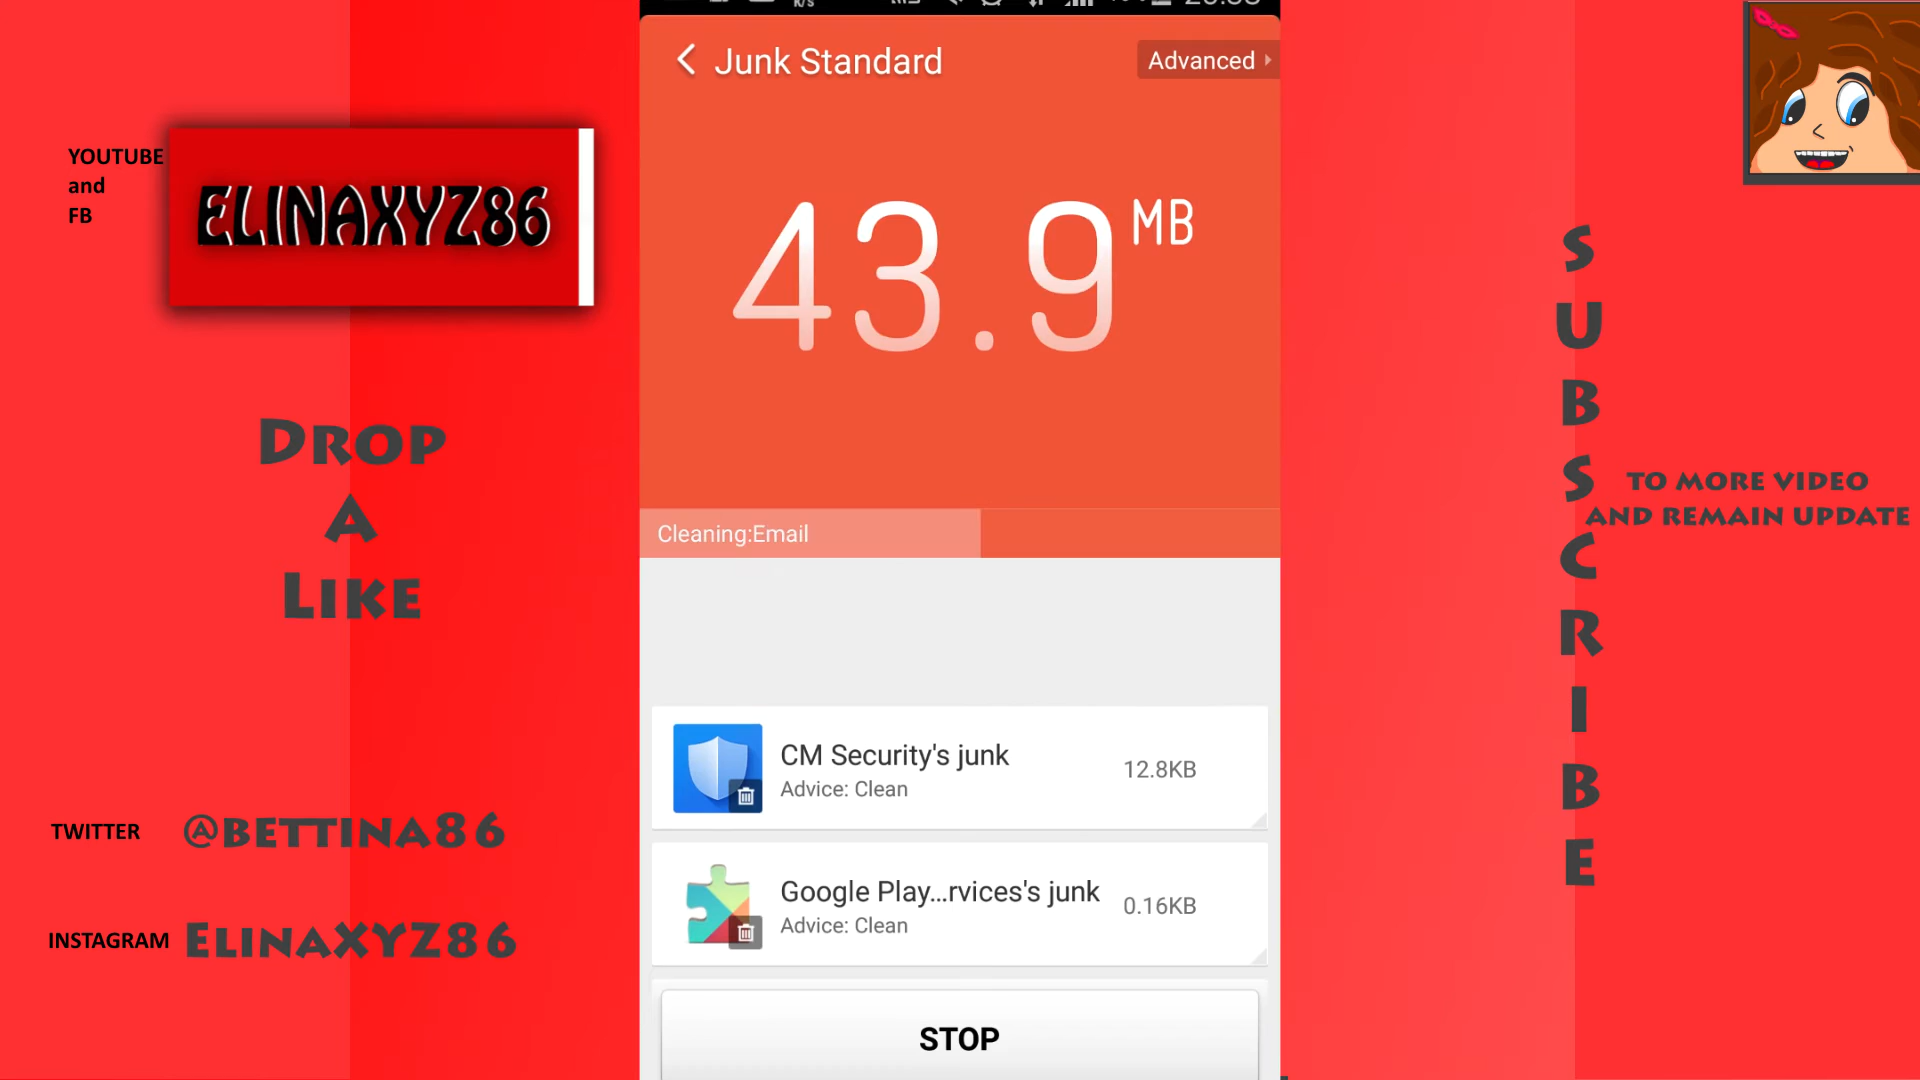 Junk Standard
Advanced
43.9 MB
Cleaning:Email
CM Security's junk
Advice: Clean
12.8KB
Google Play...rvices's junk
Advice: Clean
0.16KB
STOP
YOUTUBE
and
FB
ELINAXYZ86
DROP
A
LIKE
TWITTER @BETTINA86
INSTAGRAM ELINAXYZ86
SUBSCRIBE
TO MORE VIDEO
AND REMAIN UPDATE